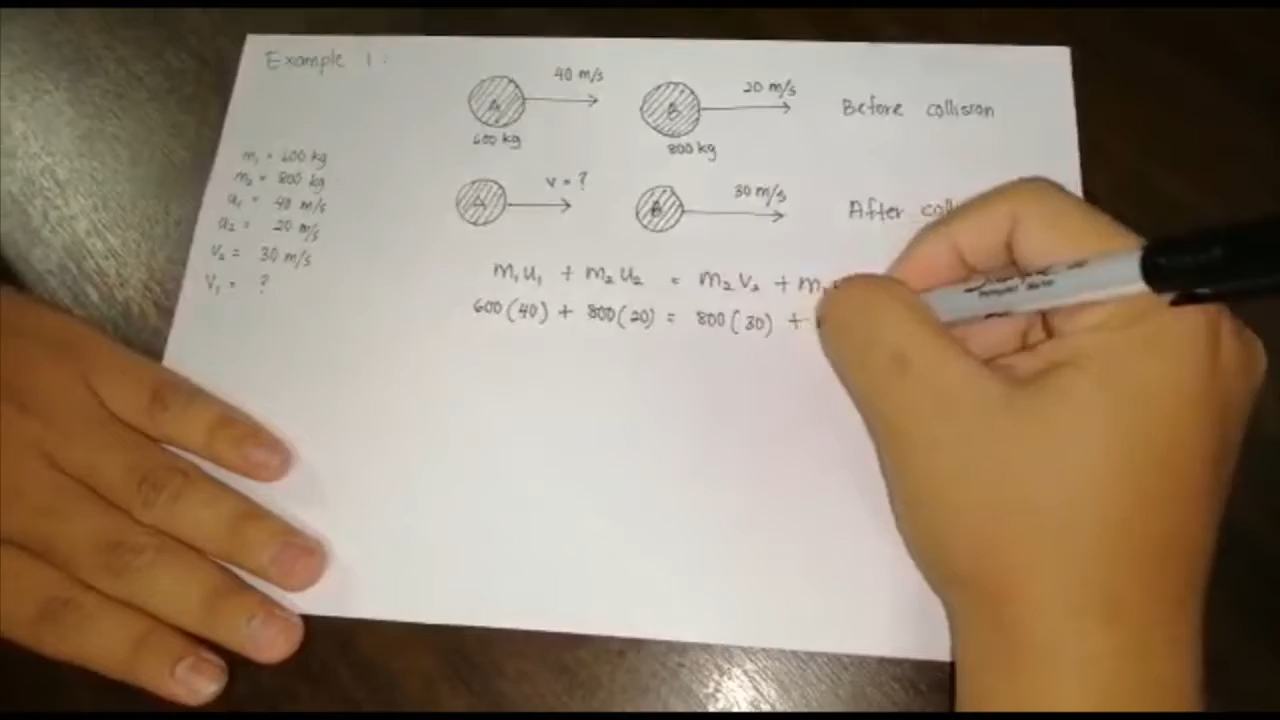 Example 1:
40 m/s
20 m/s
Before collision
A
B
600 kg
800 kg
m₁ = 600 kg
m₂ = 800 kg
u₁ = 40 m/s
u₂ = 20 m/s
v₂ = 30 m/s
v₁ = ?
v = ?
30 m/s
A
B
After
m₁u₁ + m₂u₂ = m₂v₂ +
600(40) + 800(20) = 800(30) +